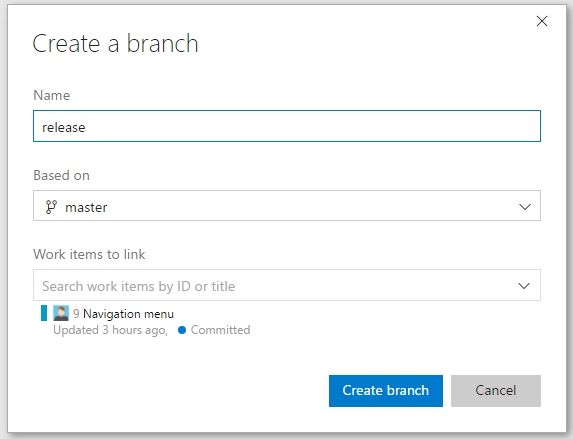 Create a branch
Name
release
Based on
master
Work items to link
Search work items by ID or title
9 Navigation menu
Updated 3 hours ago, Committed
Create branch Cancel